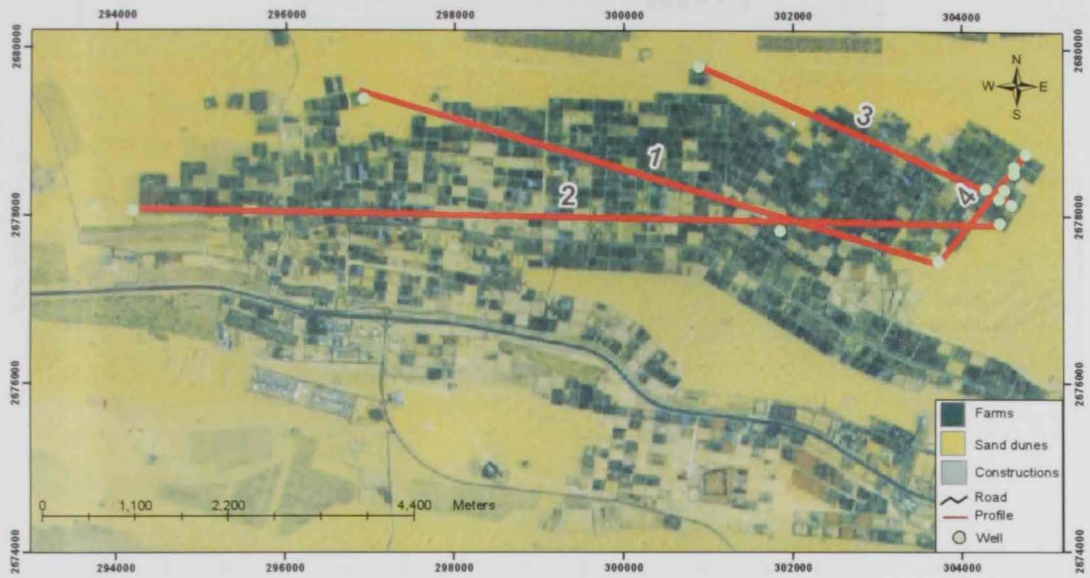 294000 296000 298000 300000 302000 304000
2680000 2680000
N
W E
S
3
1
4
2
2678000 2678000
2676000 2676000
Farms
Sand dunes
Constructions
Road
Profile
Well
0 1,100 2,200 4,400 Meters
2674000 2674000
294000 296000 298000 300000 302000 304000